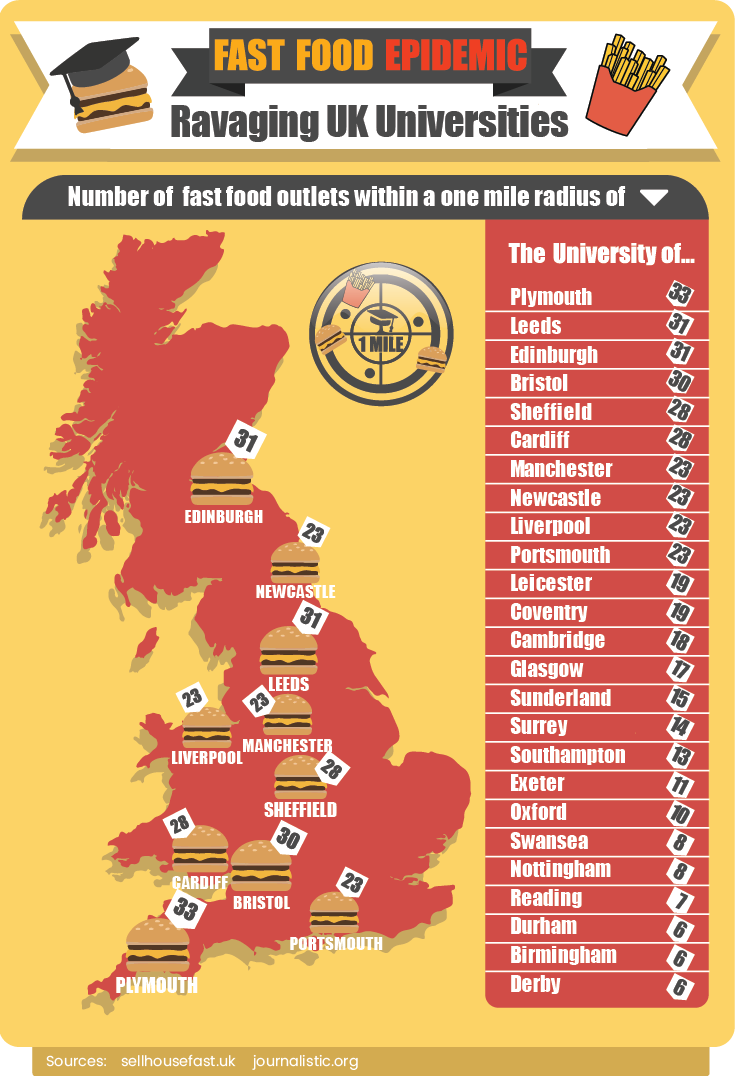 FAST FOOD EPIDEMIC
Ravaging UK Universities
Number of fast food outlets within a one mile radius of
The University of...
Plymouth 33
Leeds 31
Edinburgh 31
Bristol 30
Sheffield 28
Cardiff 28
Manchester 23
Newcastle 23
Liverpool 23
Portsmouth 23
Leicester 19
Coventry 19
Cambridge 18
Glasgow 17
Sunderland 15
Surrey 14
Southampton 13
Exeter 11
Oxford 10
Swansea 8
Nottingham 8
Reading 7
Durham 6
Birmingham 6
Derby 6
1 MILE
31
EDINBURGH
23
NEWCASTLE
31
LEEDS
23
LIVERPOOL
23
MANCHESTER
28
SHEFFIELD
28
CARDIFF
30
BRISTOL
23
PORTSMOUTH
33
PLYMOUTH
Sources: sellhousefast.uk journalistic.org